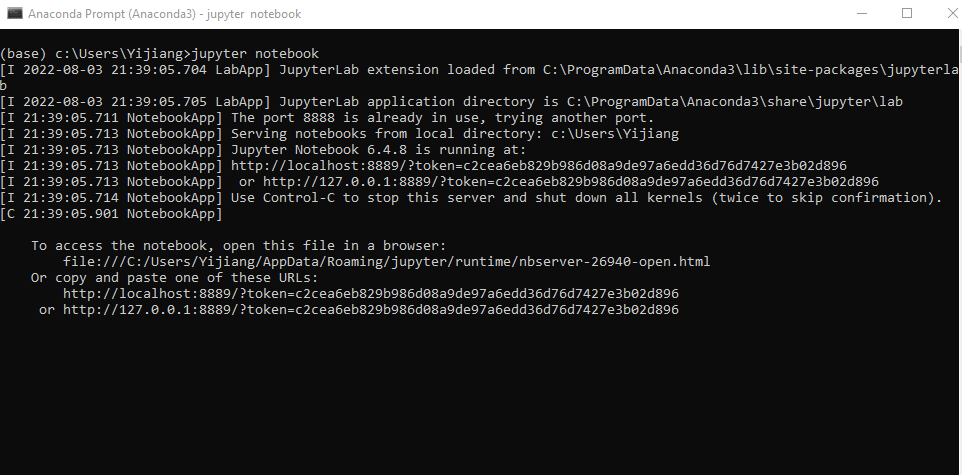 Anaconda Prompt (Anaconda3) - jupyter  notebook
(base) c:\Users\Yijiang>jupyter notebook
[I 2022-08-03 21:39:05.704 LabApp] JupyterLab extension loaded from C:\ProgramData\Anaconda3\lib\site-packages\jupyterla
b
[I 2022-08-03 21:39:05.705 LabApp] JupyterLab application directory is C:\ProgramData\Anaconda3\share\jupyter\lab
[I 21:39:05.711 NotebookApp] The port 8888 is already in use, trying another port.
[I 21:39:05.713 NotebookApp] Serving notebooks from local directory: c:\Users\Yijiang
[I 21:39:05.713 NotebookApp] Jupyter Notebook 6.4.8 is running at:
[I 21:39:05.713 NotebookApp] http://localhost:8889/?token=c2cea6eb829b986d08a9de97a6edd36d76d7427e3b02d896
[I 21:39:05.713 NotebookApp]  or http://127.0.0.1:8889/?token=c2cea6eb829b986d08a9de97a6edd36d76d7427e3b02d896
[I 21:39:05.714 NotebookApp] Use Control-C to stop this server and shut down all kernels (twice to skip confirmation).
[C 21:39:05.901 NotebookApp]
    To access the notebook, open this file in a browser:
        file:///C:/Users/Yijiang/AppData/Roaming/jupyter/runtime/nbserver-26940-open.html
    Or copy and paste one of these URLs:
        http://localhost:8889/?token=c2cea6eb829b986d08a9de97a6edd36d76d7427e3b02d896
     or http://127.0.0.1:8889/?token=c2cea6eb829b986d08a9de97a6edd36d76d7427e3b02d896